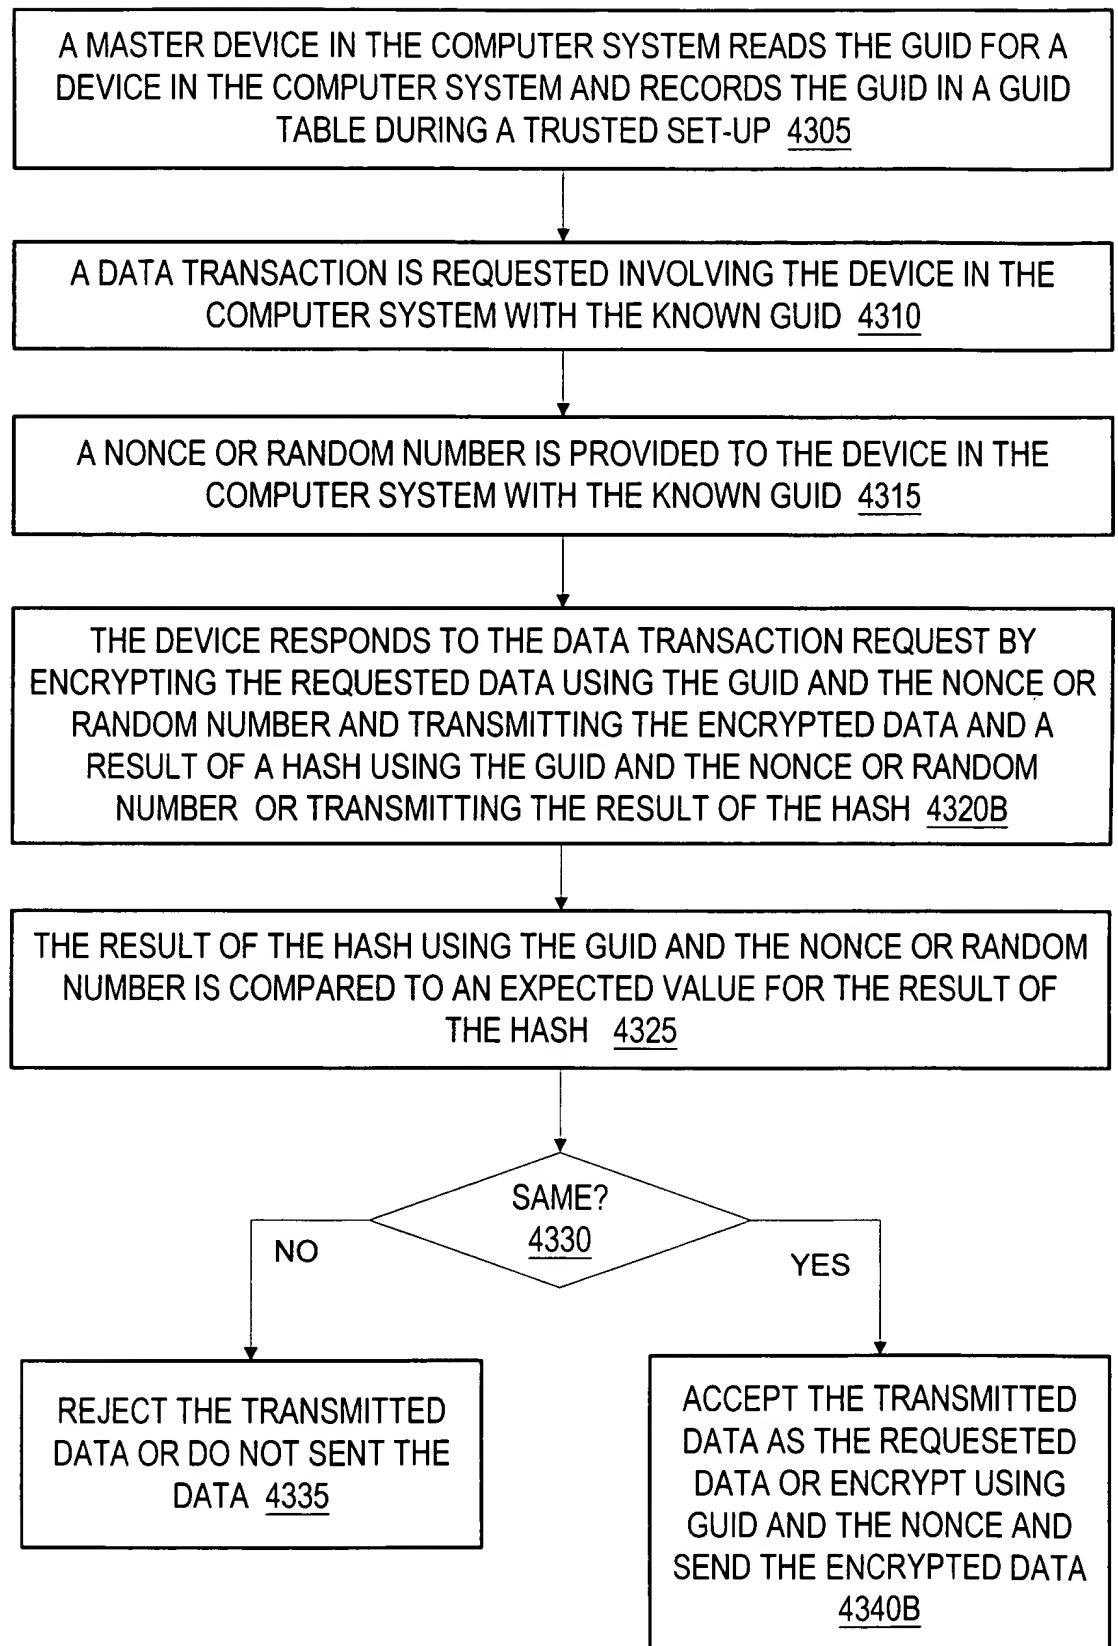 A MASTER DEVICE IN THE COMPUTER SYSTEM READS THE GUID FOR A
DEVICE IN THE COMPUTER SYSTEM AND RECORDS THE GUID IN A GUID
TABLE DURING A TRUSTED SET-UP 4305
A DATA TRANSACTION IS REQUESTED INVOLVING THE DEVICE IN THE
COMPUTER SYSTEM WITH THE KNOWN GUID 4310
A NONCE OR RANDOM NUMBER IS PROVIDED TO THE DEVICE IN THE
COMPUTER SYSTEM WITH THE KNOWN GUID 4315
THE DEVICE RESPONDS TO THE DATA TRANSACTION REQUEST BY
ENCRYPTING THE REQUESTED DATA USING THE GUID AND THE NONCE OR
RANDOM NUMBER AND TRANSMITTING THE ENCRYPTED DATA AND A
RESULT OF A HASH USING THE GUID AND THE NONCE OR RANDOM
NUMBER OR TRANSMITTING THE RESULT OF THE HASH 4320B
THE RESULT OF THE HASH USING THE GUID AND THE NONCE OR RANDOM
NUMBER IS COMPARED TO AN EXPECTED VALUE FOR THE RESULT OF
THE HASH 4325
SAME?
4330
NO
YES
REJECT THE TRANSMITTED
DATA OR DO NOT SENT THE
DATA 4335
ACCEPT THE TRANSMITTED
DATA AS THE REQUESETED
DATA OR ENCRYPT USING
GUID AND THE NONCE AND
SEND THE ENCRYPTED DATA
4340B